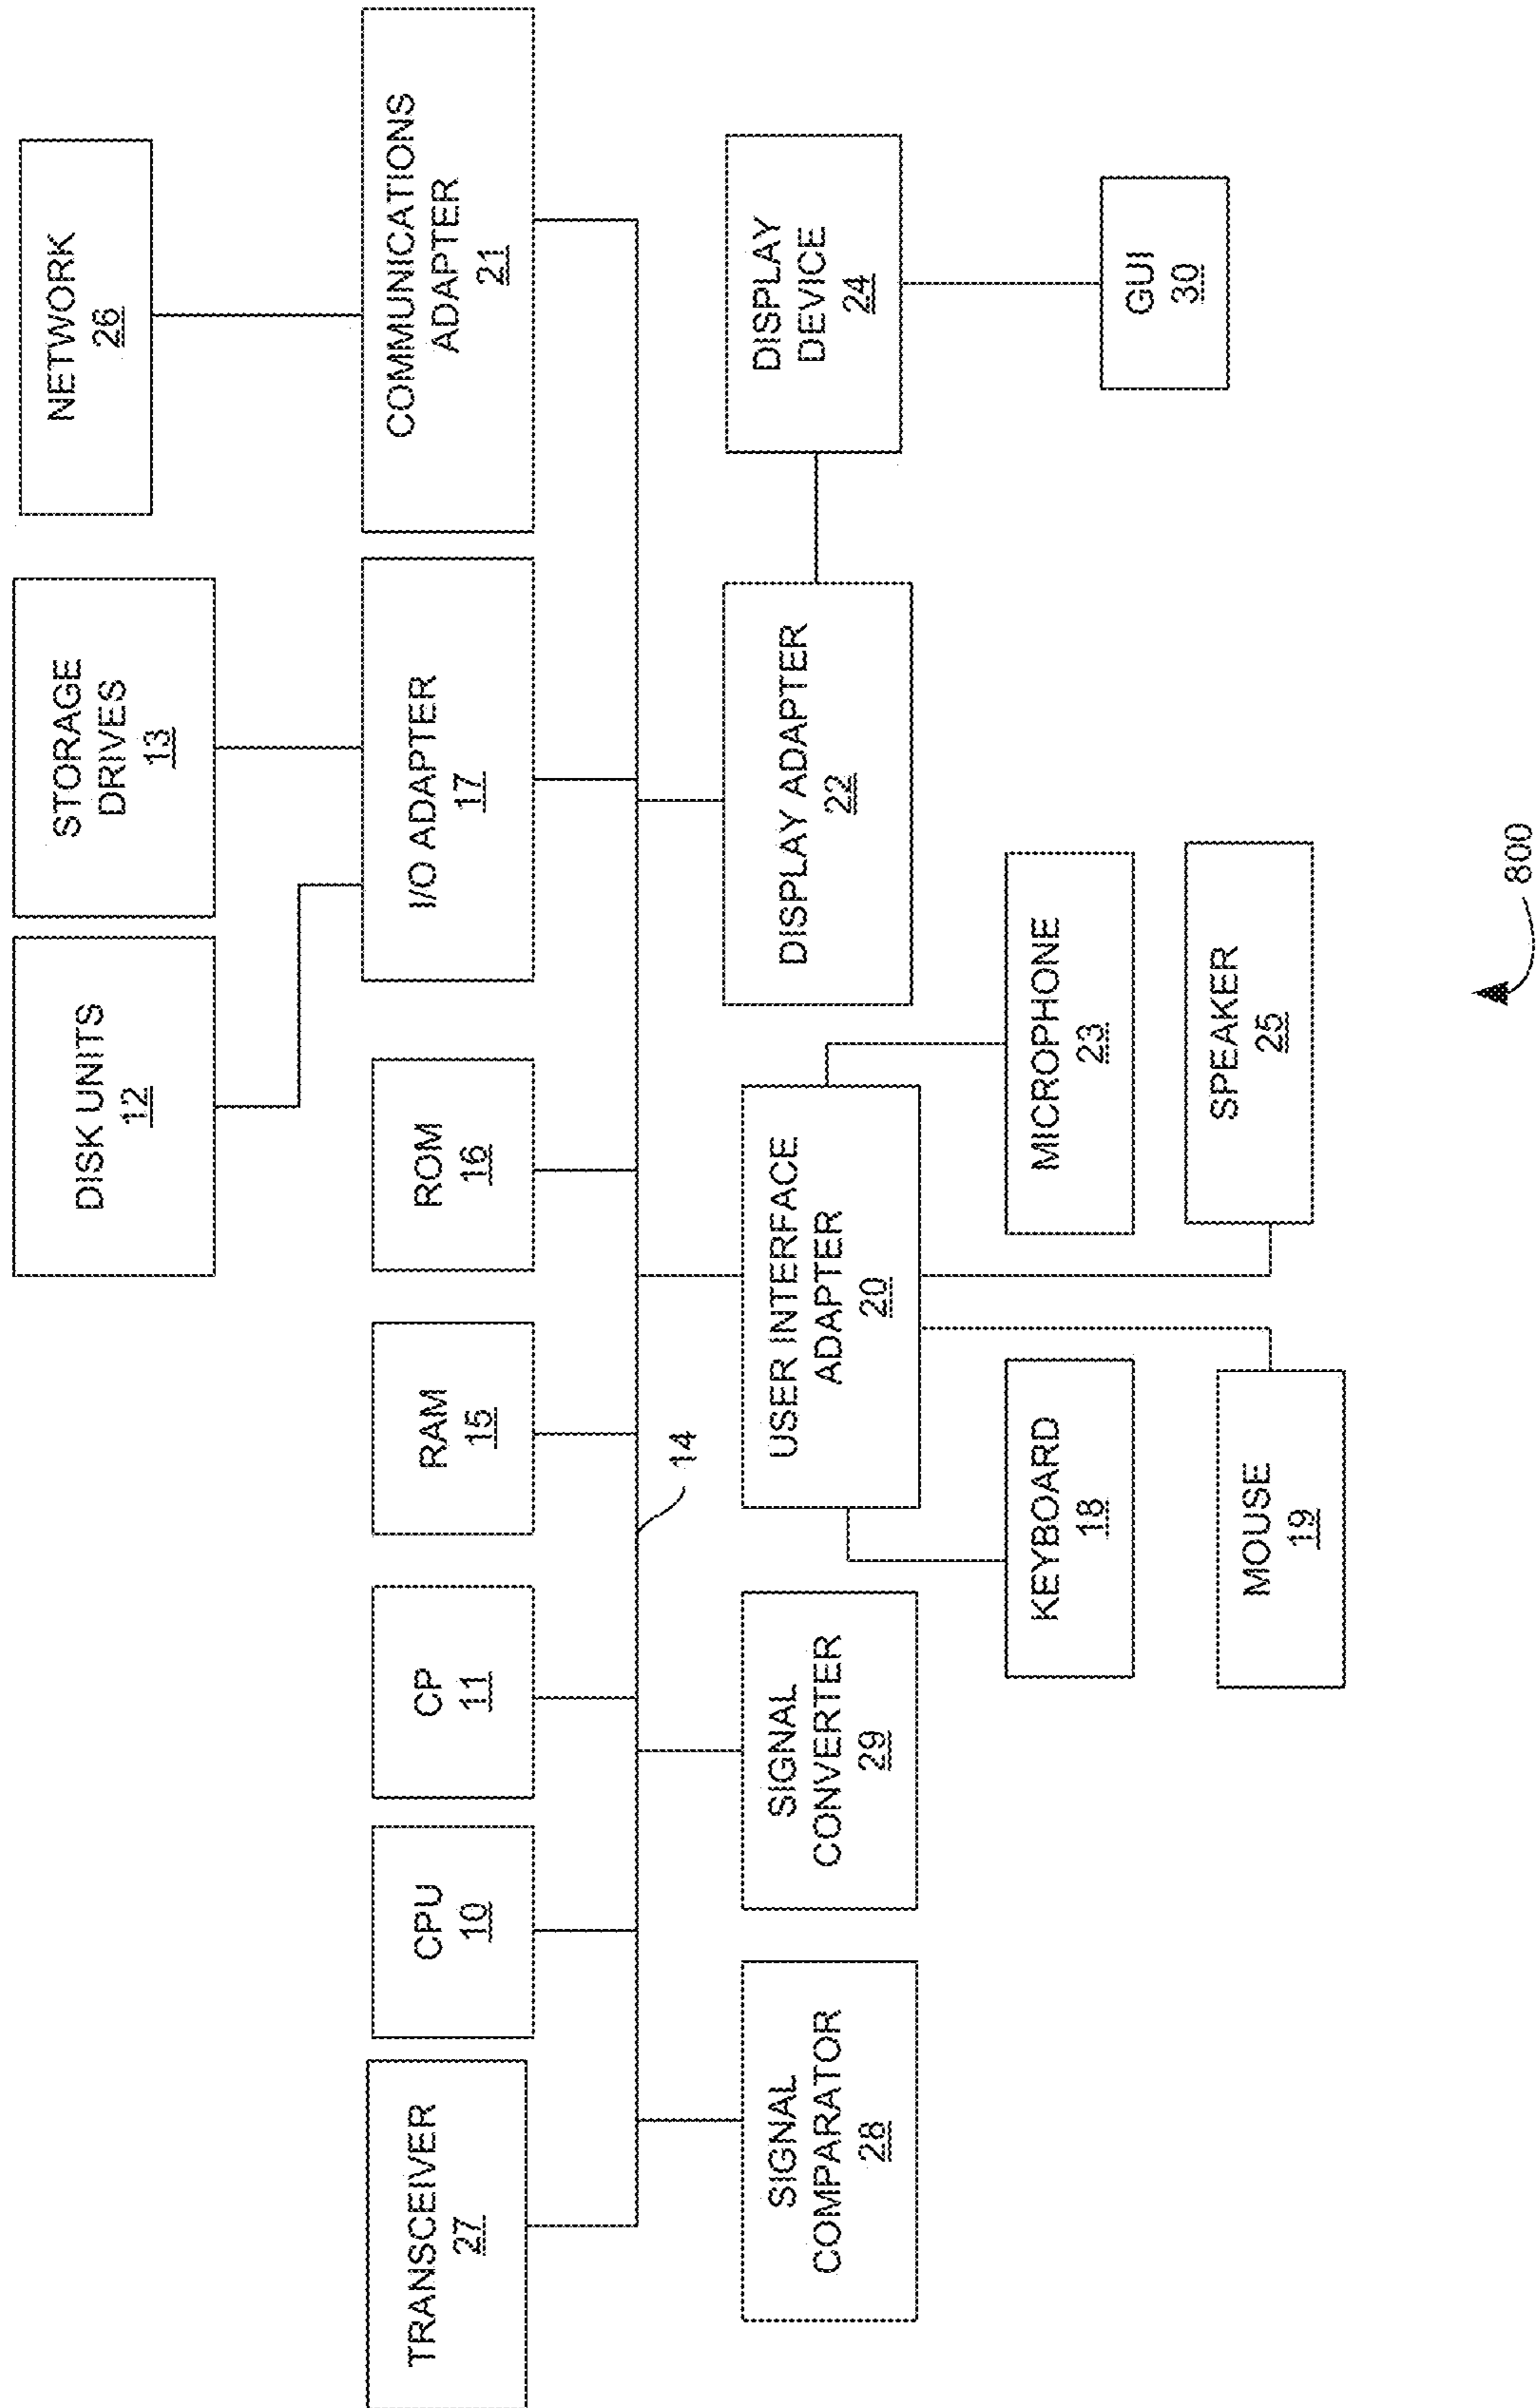 DISK UNITS
12
STORAGE
DRIVES
13
NETWORK
26
TRANSCEIVER
27
CPU
10
CP
11
RAM
15
ROM
16
I/O ADAPTER
17
COMMUNICATIONS
ADAPTER
21
14
SIGNAL
COMPARATOR
28
SIGNAL
CONVERTER
29
USER INTERFACE
ADAPTER
20
DISPLAY ADAPTER
22
DISPLAY
DEVICE
24
KEYBOARD
18
MICROPHONE
23
GUI
30
MOUSE
19
SPEAKER
25
800